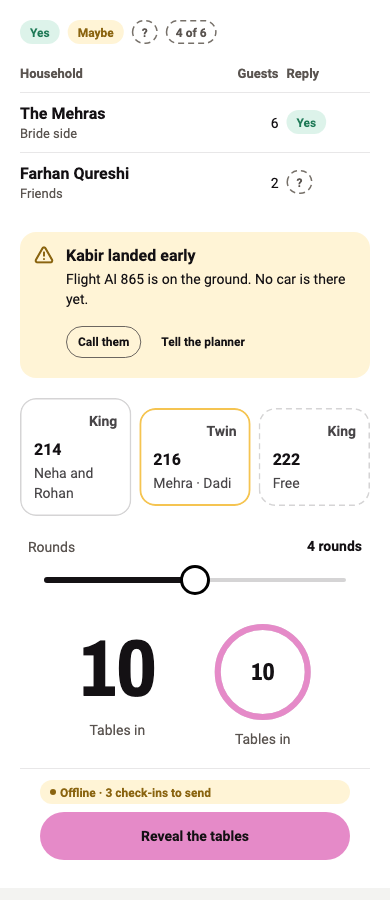 Yes Maybe ? 4 of 6
Household Guests Reply
The Mehras
Bride side
6 Yes
Farhan Qureshi
Friends
2 ?
Kabir landed early
Flight AI 865 is on the ground. No car is there
yet.
Call them Tell the planner
King
214
Neha and
Rohan
Twin
216
Mehra · Dadi
King
222
Free
Rounds 4 rounds
10
Tables in
10
Tables in
Offline · 3 check-ins to send
Reveal the tables